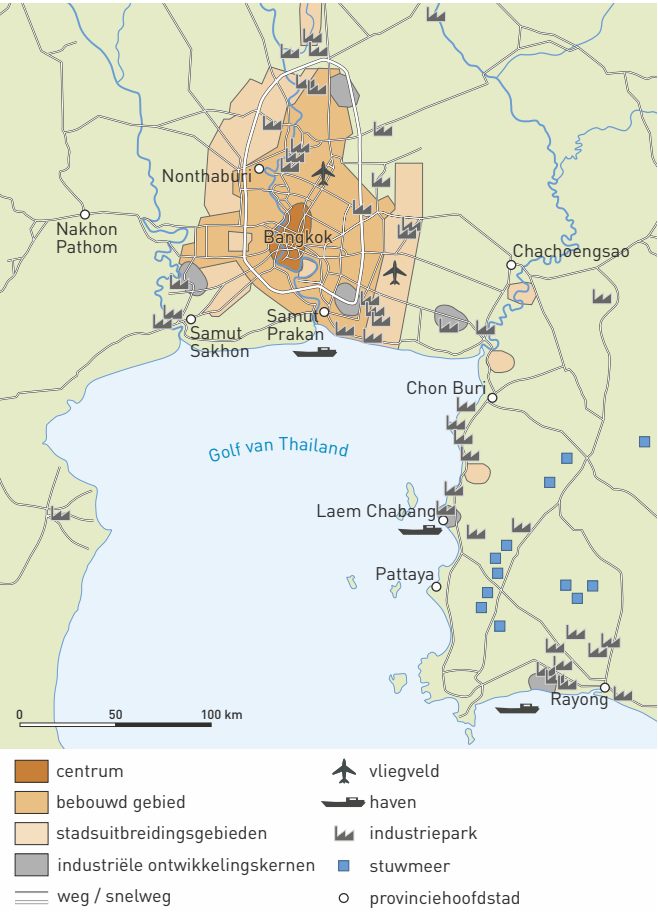 Nonthaburi
Nakhon
Pathom
Bangkok
Chachoengsao
Samut
Prakan
Samut
Sakhon
Chon Buri
Golf van Thailand
Laem Chabang
Pattaya
Rayong
0 50 100 km
centrum
bebouwd gebied
stadsuitbreidingsgebieden
industriële ontwikkelingskernen
weg / snelweg
vliegveld
haven
industriepark
stuwmeer
provinciehoofdstad